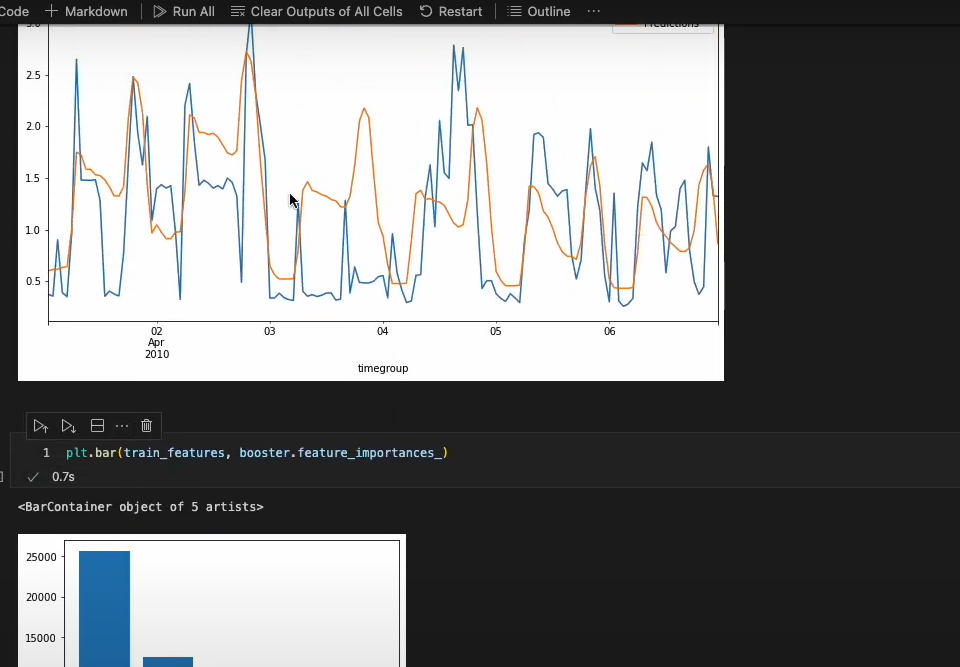 Code + Markdown Run All Clear Outputs of All Cells Restart Outline ...
3.0
Predictions
2.5
2.0
1.5
1.0
0.5
02 03 04 05 06
Apr
2010
timegroup
...
1 plt.bar(train_features, booster.feature_importances_)
0.7s
<BarContainer object of 5 artists>
25000
20000
15000